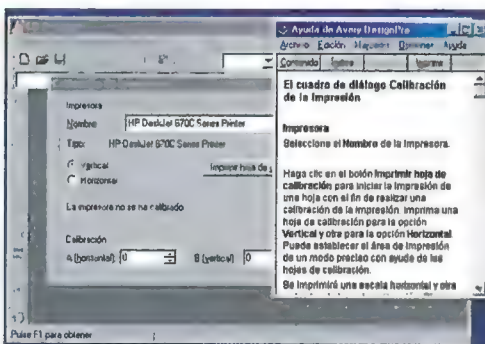 Ayuda de Avery DesignPro
Archivo Edición Marcador Opciones Ayuda
Contenido Índice Imprimir
El cuadro de diálogo Calibración
de la Impresión
Impresora
Seleccione el Nombre de la Impresora.
Haga clic en el botón Imprimir hoja de
calibración para iniciar la impresión de
una hoja con el fin de realizar una
calibración de la impresión. Imprima una
hoja de calibración para la opción
Vertical y otra para la opción Horizontal.
Puede establecer el área de impresión
de un modo preciso con ayuda de las
hojas de calibración.
Se imprimirá una escala horizontal y otra
Impresora
Nombre: HP DeskJet 670C Series Printer
Tipo: HP DeskJet 670C Series Printer
Vertical
Imprimir hoja de
Horizontal
La impresora no se ha calibrado
Calibración
A (horizontal) 0 B (vertical) 0
Pulse F1 para obtener